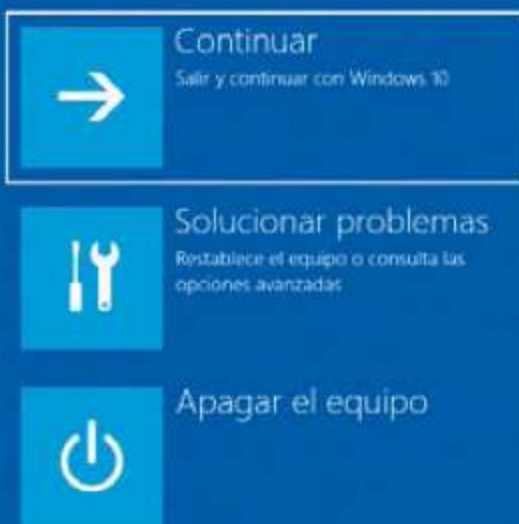 Continuar
Salir y continuar con Windows 10
Solucionar problemas
Restablece el equipo o consulta las
opciones avanzadas
Apagar el equipo